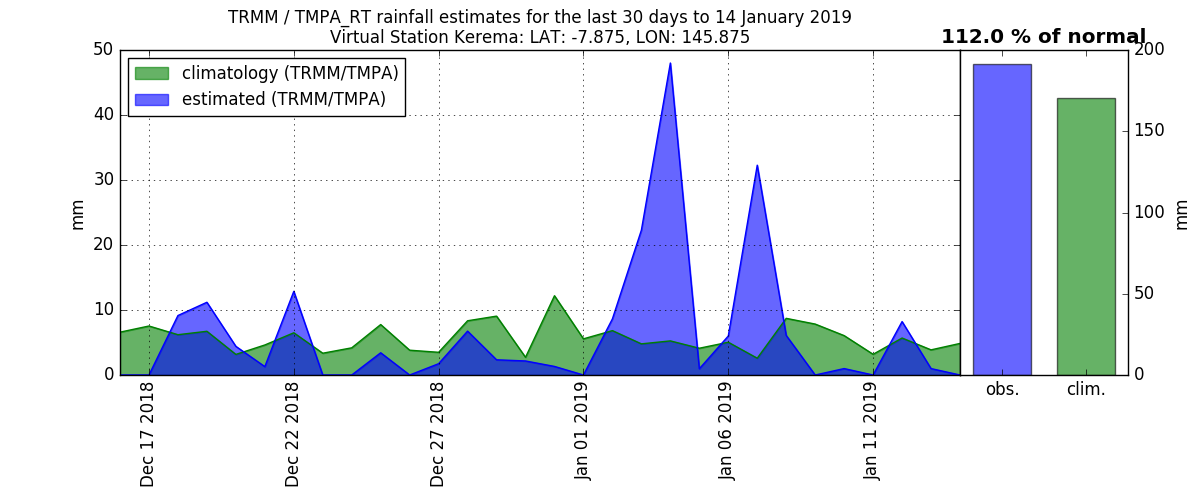 TRMM / TMPA_RT rainfall estimates for the last 30 days to 14 January 2019
Virtual Station Kerema: LAT: -7.875, LON: 145.875
112.0 % of normal
climatology (TRMM/TMPA)
estimated (TRMM/TMPA)
50
40
30
20
10
0
mm
Dec 17 2018
Dec 22 2018
Dec 27 2018
Jan 01 2019
Jan 06 2019
Jan 11 2019
obs.
clim.
200
150
100
50
0
mm